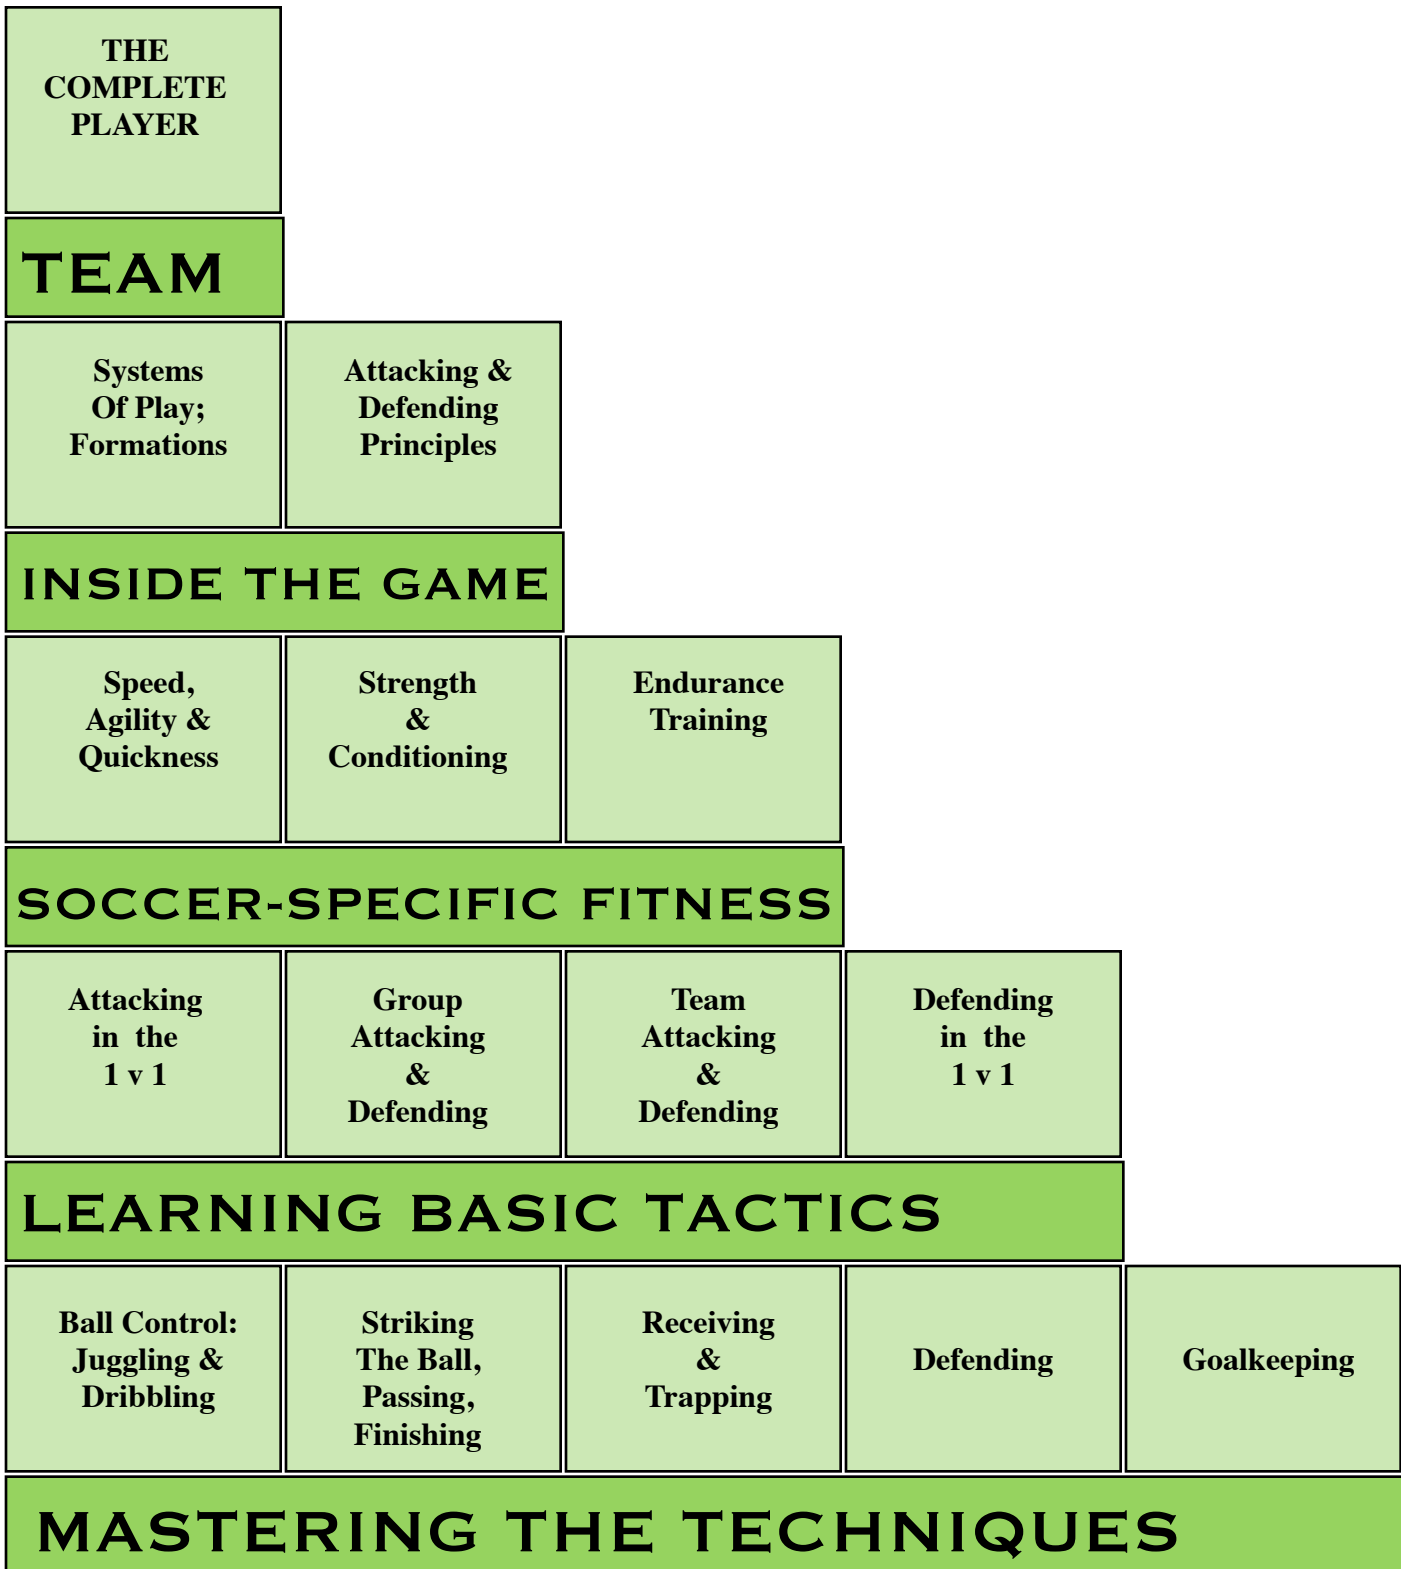 THE
COMPLETE
PLAYER
TEAM
Systems
Of Play;
Formations
Attacking &
Defending
Principles
INSIDE THE GAME
Speed,
Agility &
Quickness
Strength
&
Conditioning
Endurance
Training
SOCCER-SPECIFIC FITNESS
Attacking
in the
1 v 1
Group
Attacking
&
Defending
Team
Attacking
&
Defending
Defending
in the
1 v 1
LEARNING BASIC TACTICS
Ball Control:
Juggling &
Dribbling
Striking
The Ball,
Passing,
Finishing
Receiving
&
Trapping
Defending
Goalkeeping
MASTERING THE TECHNIQUES